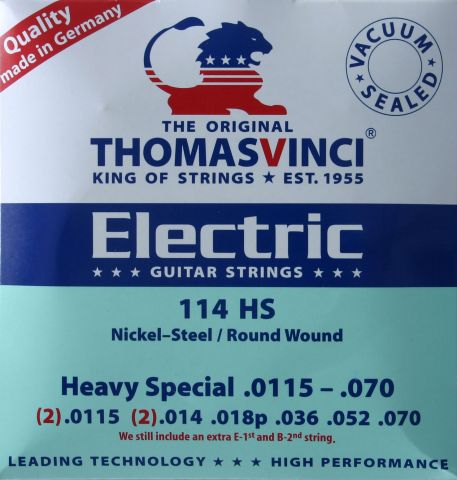 Quality
made in Germany
VACUUM
★ SEALED ★
THE ORIGINAL
THOMASVINCI®
KING OF STRINGS ★ EST. 1955
Electric
★ ★ ★ GUITAR STRINGS ★ ★ ★
114 HS
Nickel–Steel / Round Wound
Heavy Special .0115 – .070
(2).0115 (2).014 .018p .036 .052 .070
We still include an extra E-1st and B-2nd string.
LEADING TECHNOLOGY ★ ★ ★ HIGH PERFORMANCE